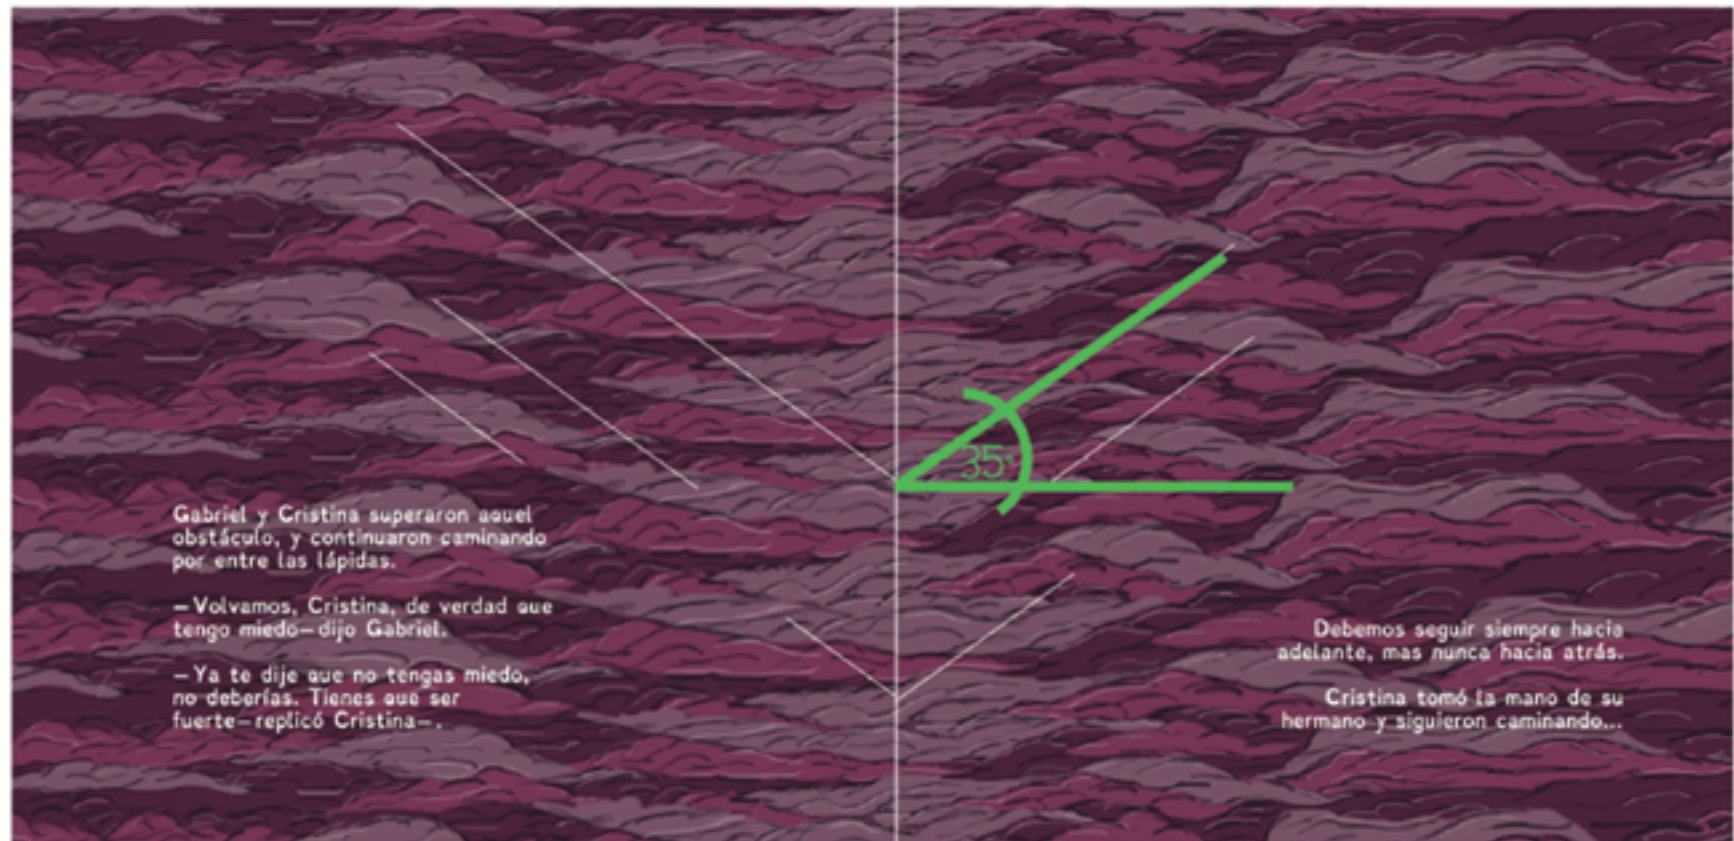 Gabriel y Cristina superaron aquel
obstáculo, y continuaron caminando
por entre las lápidas.
—Volvamos, Cristina, de verdad que
tengo miedo—dijo Gabriel.
—Ya te dije que no tengas miedo,
no deberías. Tienes que ser
fuerte—replicó Cristina—.
35°
Debemos seguir siempre hacia
adelante, mas nunca hacia atrás.
Cristina tomó la mano de su
hermano y siguieron caminando...